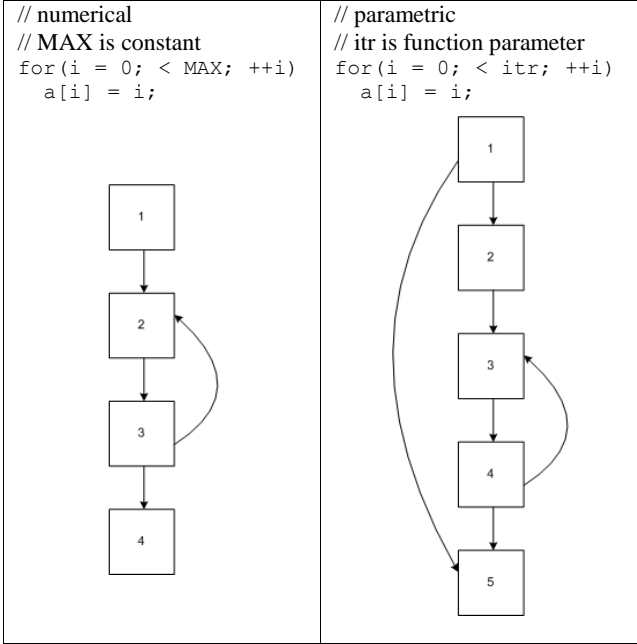 // numerical
// MAX is constant
for(i = 0; < MAX; ++i)
a[i] = i;
1
2
3
4
// parametric
// itr is function parameter
for(i = 0; < itr; ++i)
a[i] = i;
1
2
3
4
5